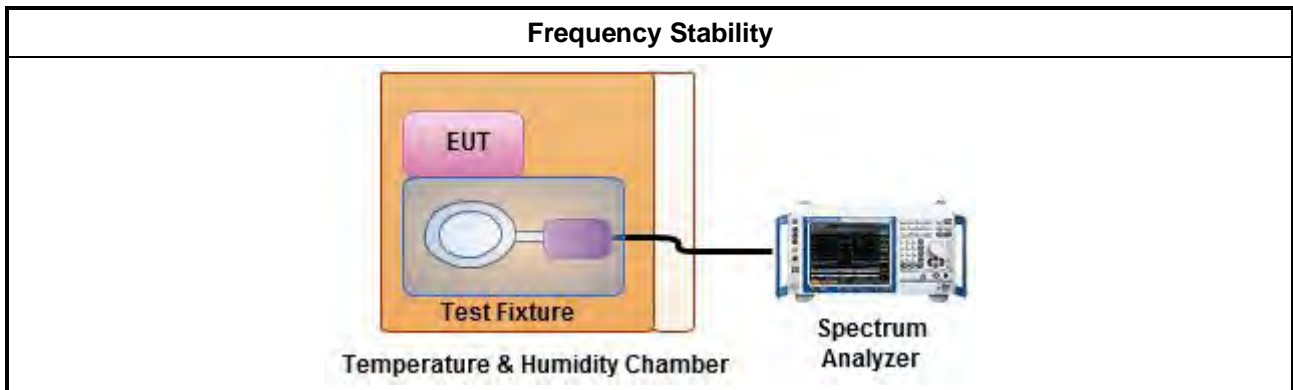 Frequency Stability
EUT
Test Fixture
Temperature & Humidity Chamber
Spectrum
Analyzer